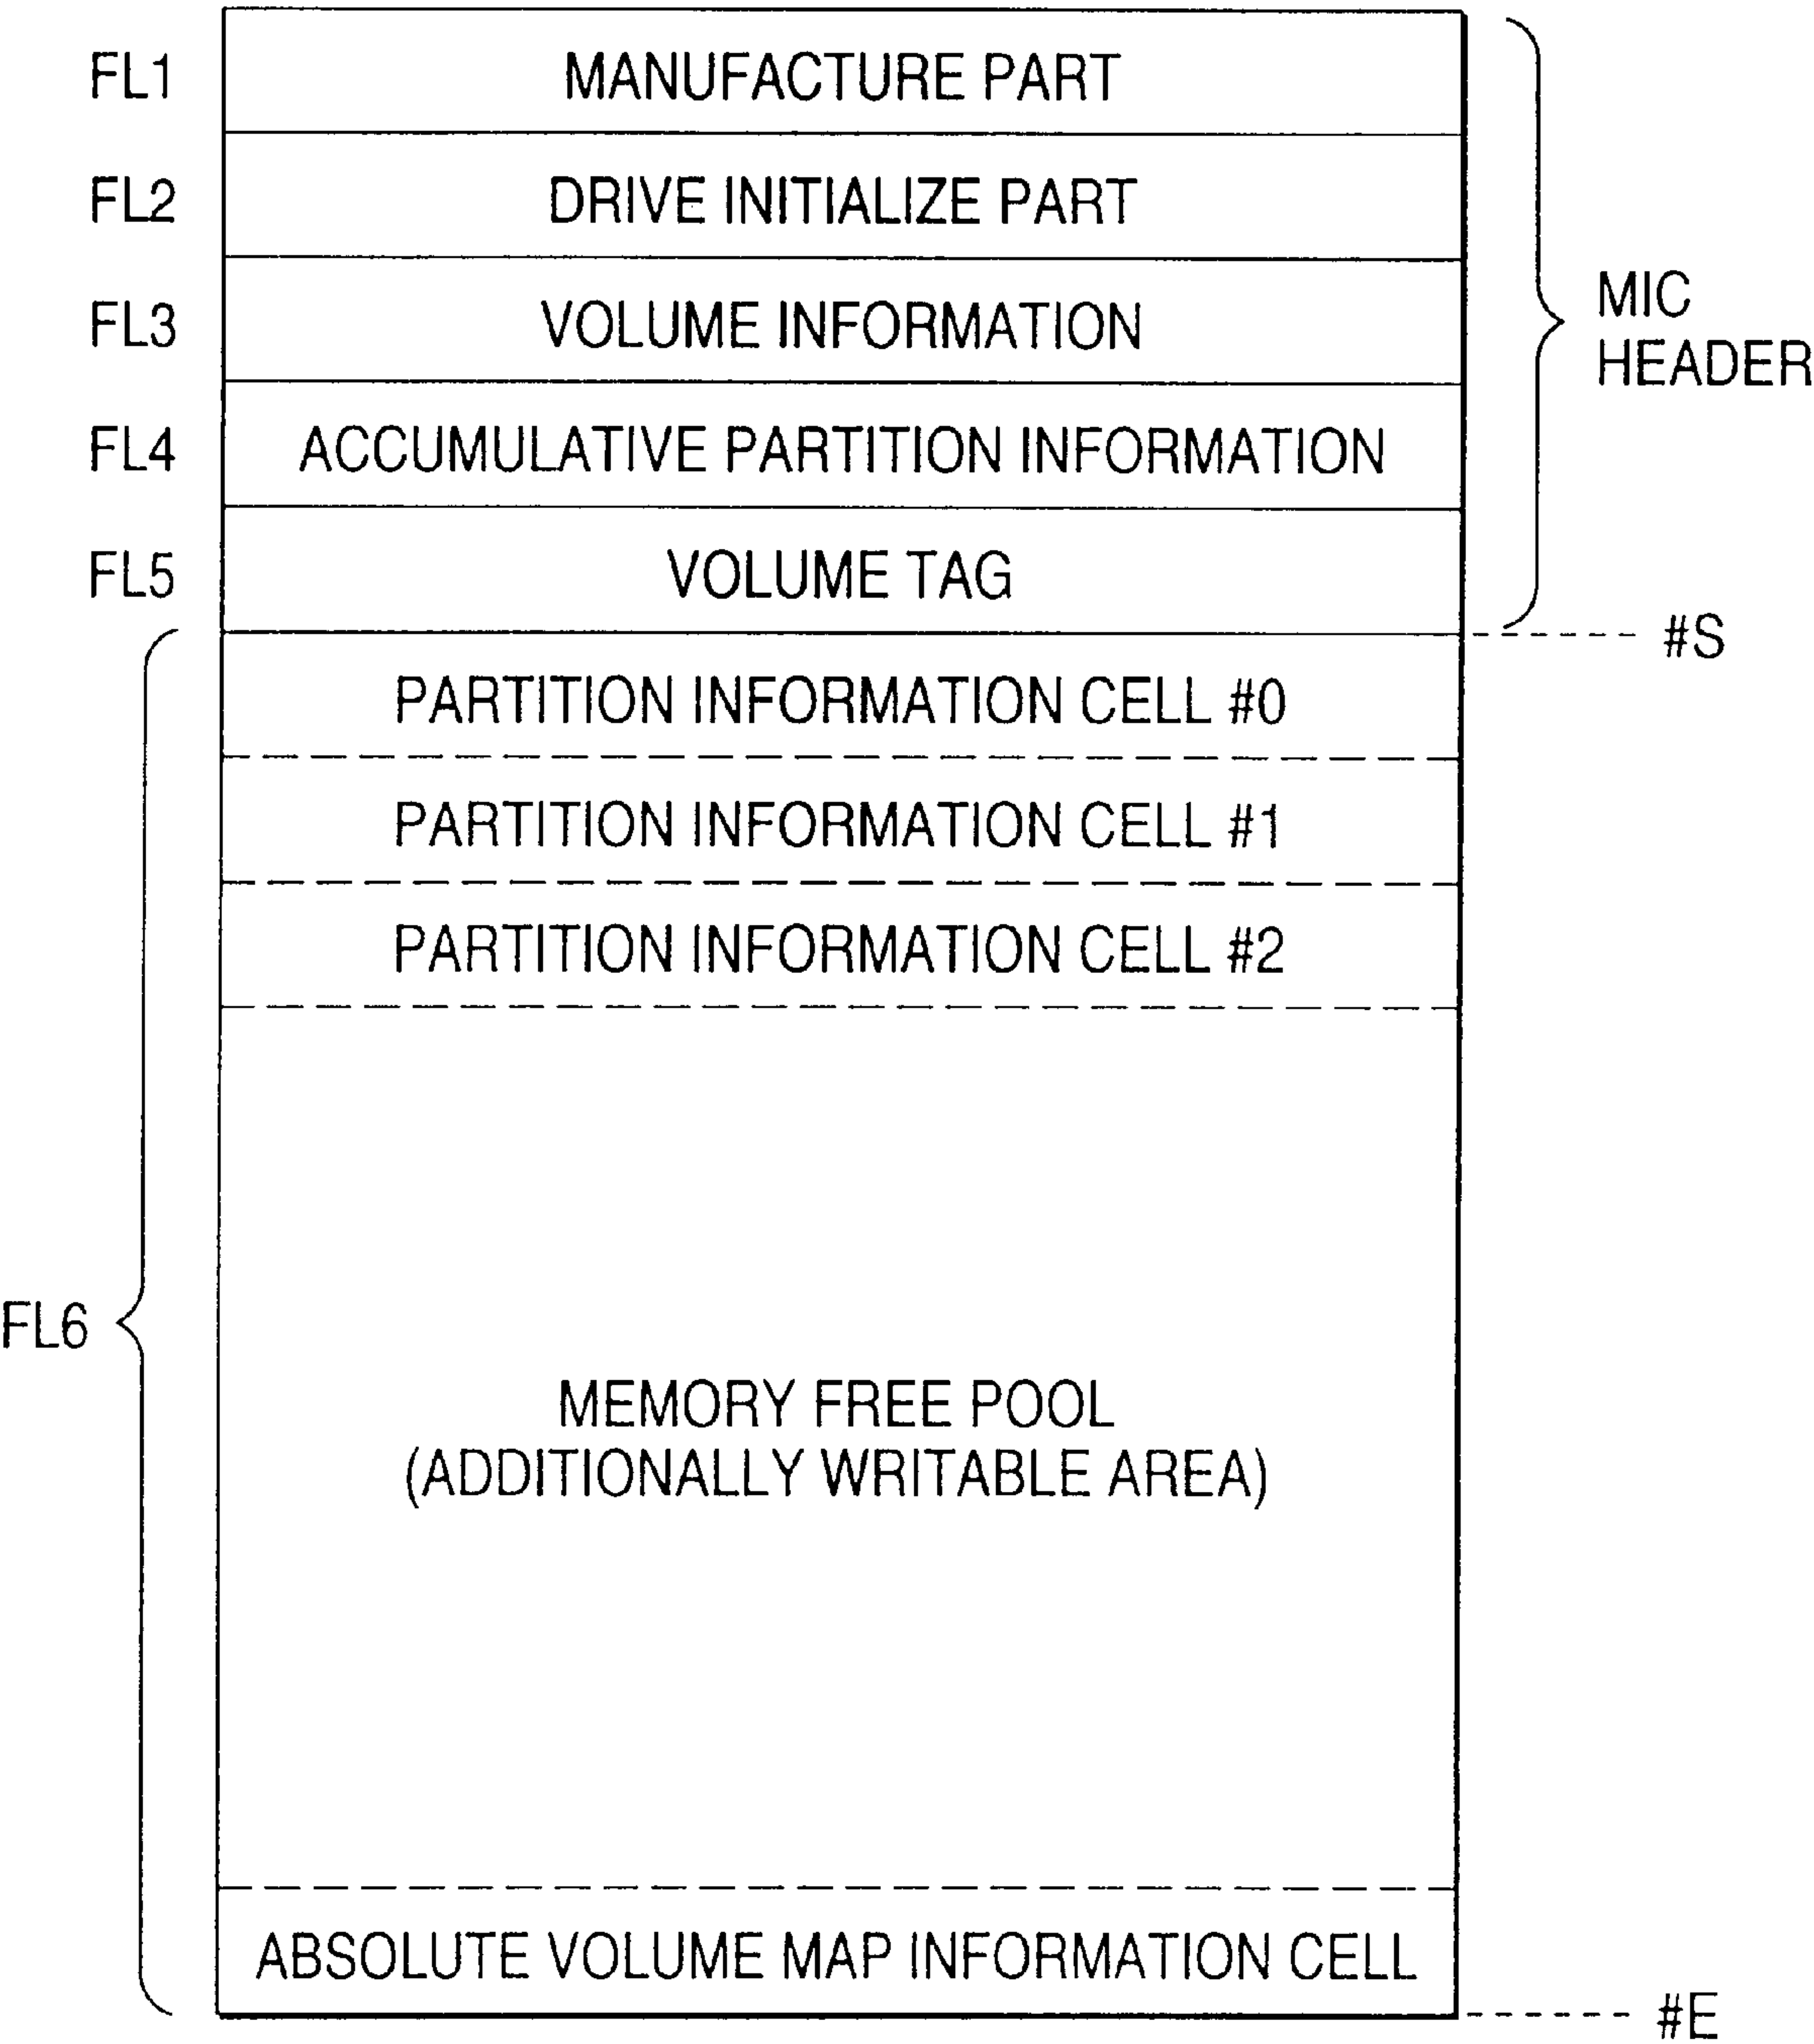 FL1 MANUFACTURE PART
FL2 DRIVE INITIALIZE PART
FL3 VOLUME INFORMATION
MIC
HEADER
FL4 ACCUMULATIVE PARTITION INFORMATION
FL5 VOLUME TAG
#S
PARTITION INFORMATION CELL #0
PARTITION INFORMATION CELL #1
PARTITION INFORMATION CELL #2
FL6
MEMORY FREE POOL
(ADDITIONALLY WRITABLE AREA)
ABSOLUTE VOLUME MAP INFORMATION CELL
#E